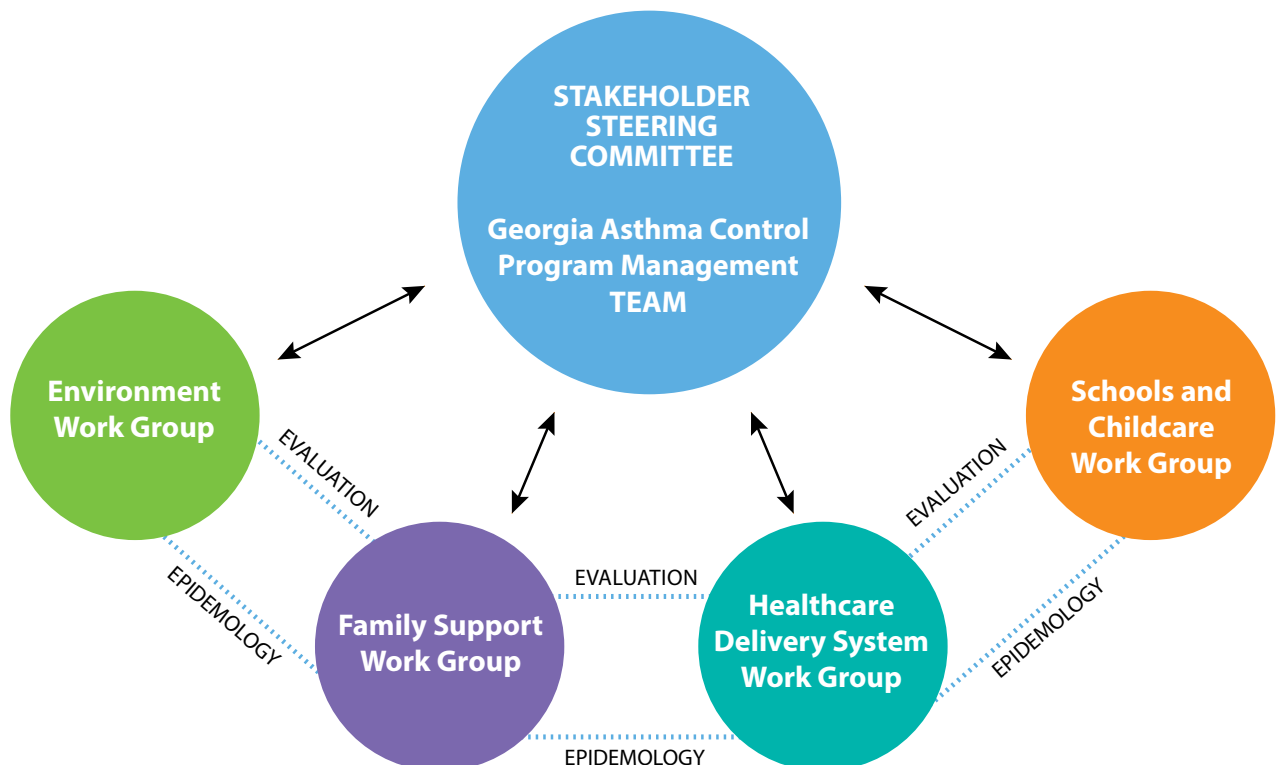 STAKEHOLDER
STEERING
COMMITTEE
Georgia Asthma Control
Program Management
TEAM
Environment
Work Group
Schools and
Childcare
Work Group
EVALUATION
EVALUATION
EPIDEMOLOGY
EVALUATION
EPIDEMOLOGY
Family Support
Work Group
Healthcare
Delivery System
Work Group
EPIDEMOLOGY